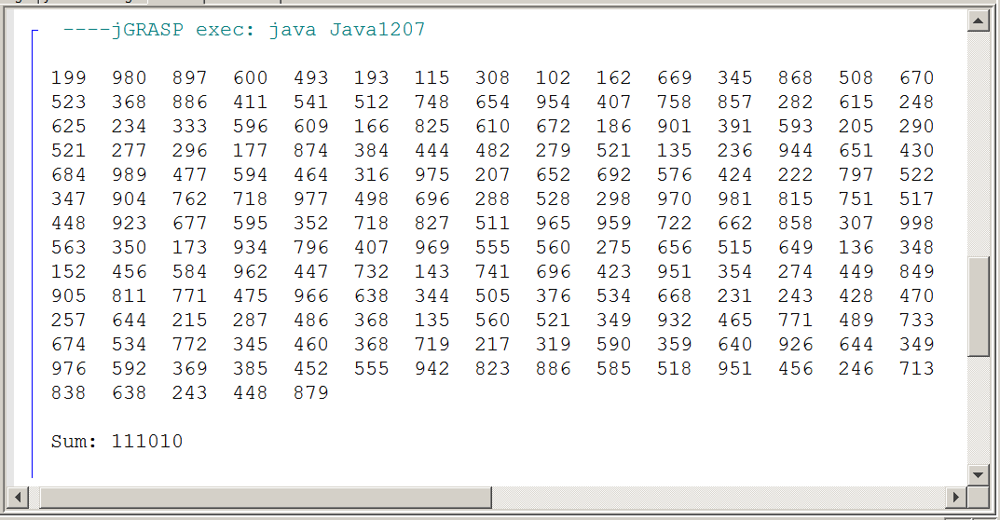 ----jGRASP exec: java Java1207
199 980 897 600 493 193 115 308 102 162 669 345 868 508 670
523 368 886 411 541 512 748 654 954 407 758 857 282 615 248
625 234 333 596 609 166 825 610 672 186 901 391 593 205 290
521 277 296 177 874 384 444 482 279 521 135 236 944 651 430
684 989 477 594 464 316 975 207 652 692 576 424 222 797 522
347 904 762 718 977 498 696 288 528 298 970 981 815 751 517
448 923 677 595 352 718 827 511 965 959 722 662 858 307 998
563 350 173 934 796 407 969 555 560 275 656 515 649 136 348
152 456 584 962 447 732 143 741 696 423 951 354 274 449 849
905 811 771 475 966 638 344 505 376 534 668 231 243 428 470
257 644 215 287 486 368 135 560 521 349 932 465 771 489 733
674 534 772 345 460 368 719 217 319 590 359 640 926 644 349
976 592 369 385 452 555 942 823 886 585 518 951 456 246 713
838 638 243 448 879
Sum: 111010